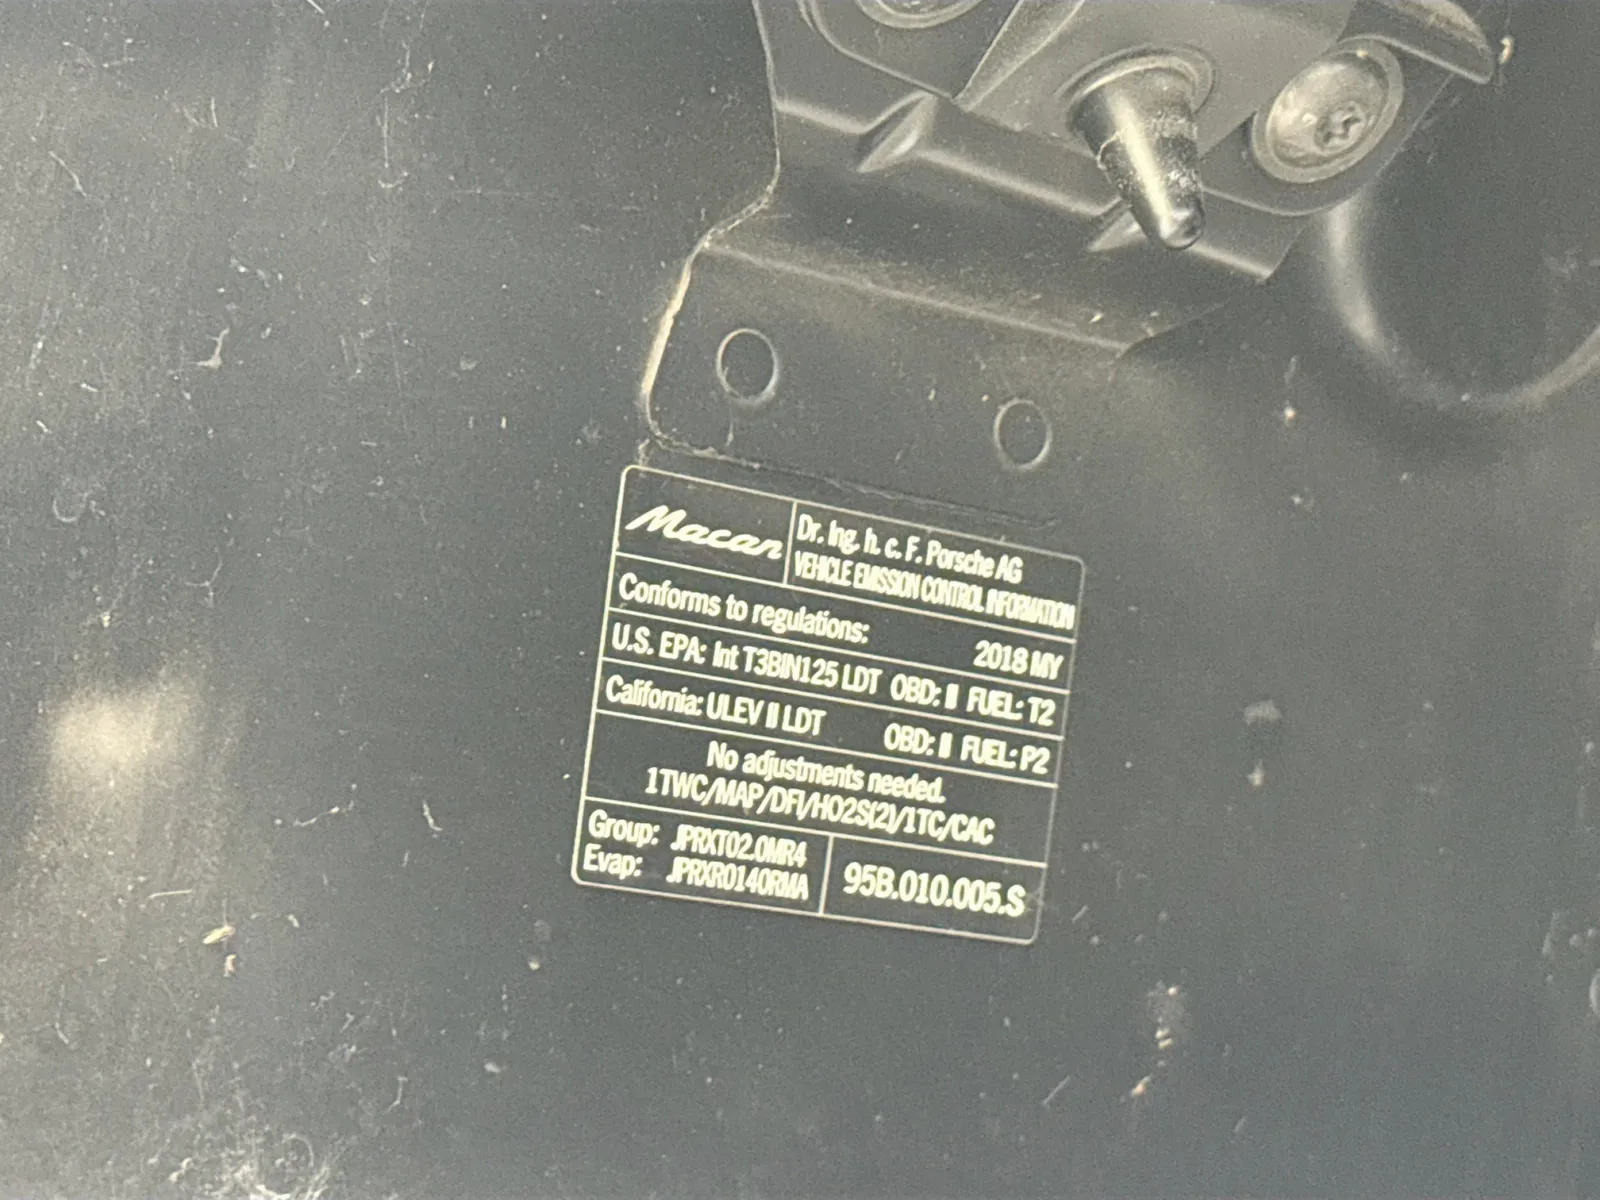 Macan
Dr. Ing. h. c. F. Porsche AG
VEHICLE EMISSION CONTROL INFORMATION
Conforms to regulations: 2018 MY
U.S. EPA: Int T3BIN125 LDT OBD: II FUEL: T2
California: ULEV II LDT OBD: II FUEL: P2
No adjustments needed.
1TWC/MAP/DFI/HO2S(2)/1TC/CAC
Group: JPRXT02.0MR4
Evap: JPRXR0140RMA
95B.010.005.S